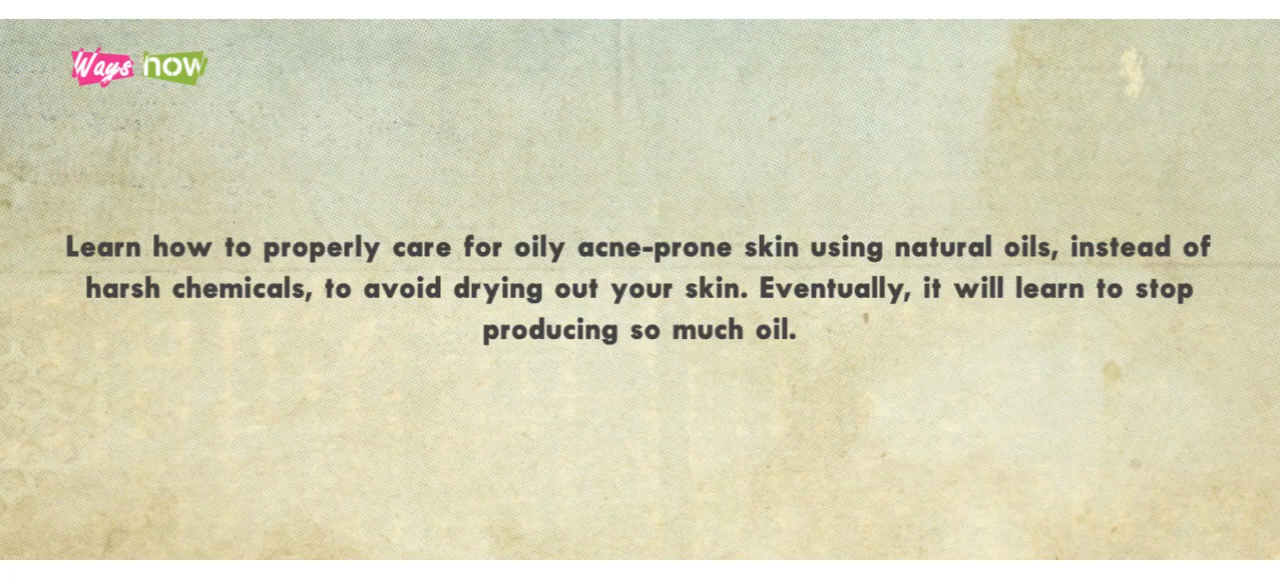 Ways now
Learn how to properly care for oily acne-prone skin using natural oils, instead of
harsh chemicals, to avoid drying out your skin. Eventually, it will learn to stop
producing so much oil.